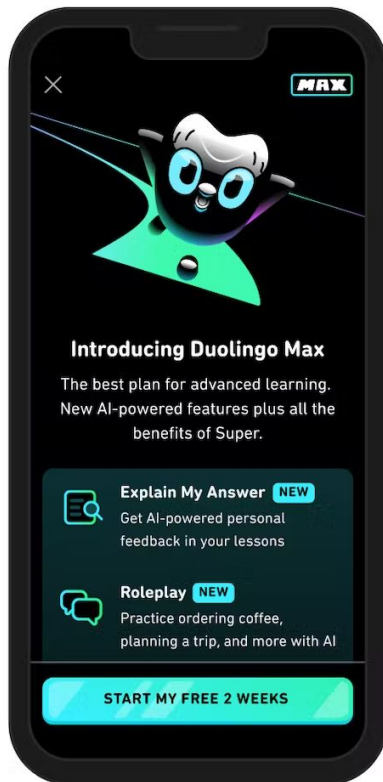 MAX
Introducing Duolingo Max
The best plan for advanced learning.
New AI-powered features plus all the
benefits of Super.
Explain My Answer NEW
Get AI-powered personal
feedback in your lessons
Roleplay NEW
Practice ordering coffee,
planning a trip, and more with AI
START MY FREE 2 WEEKS